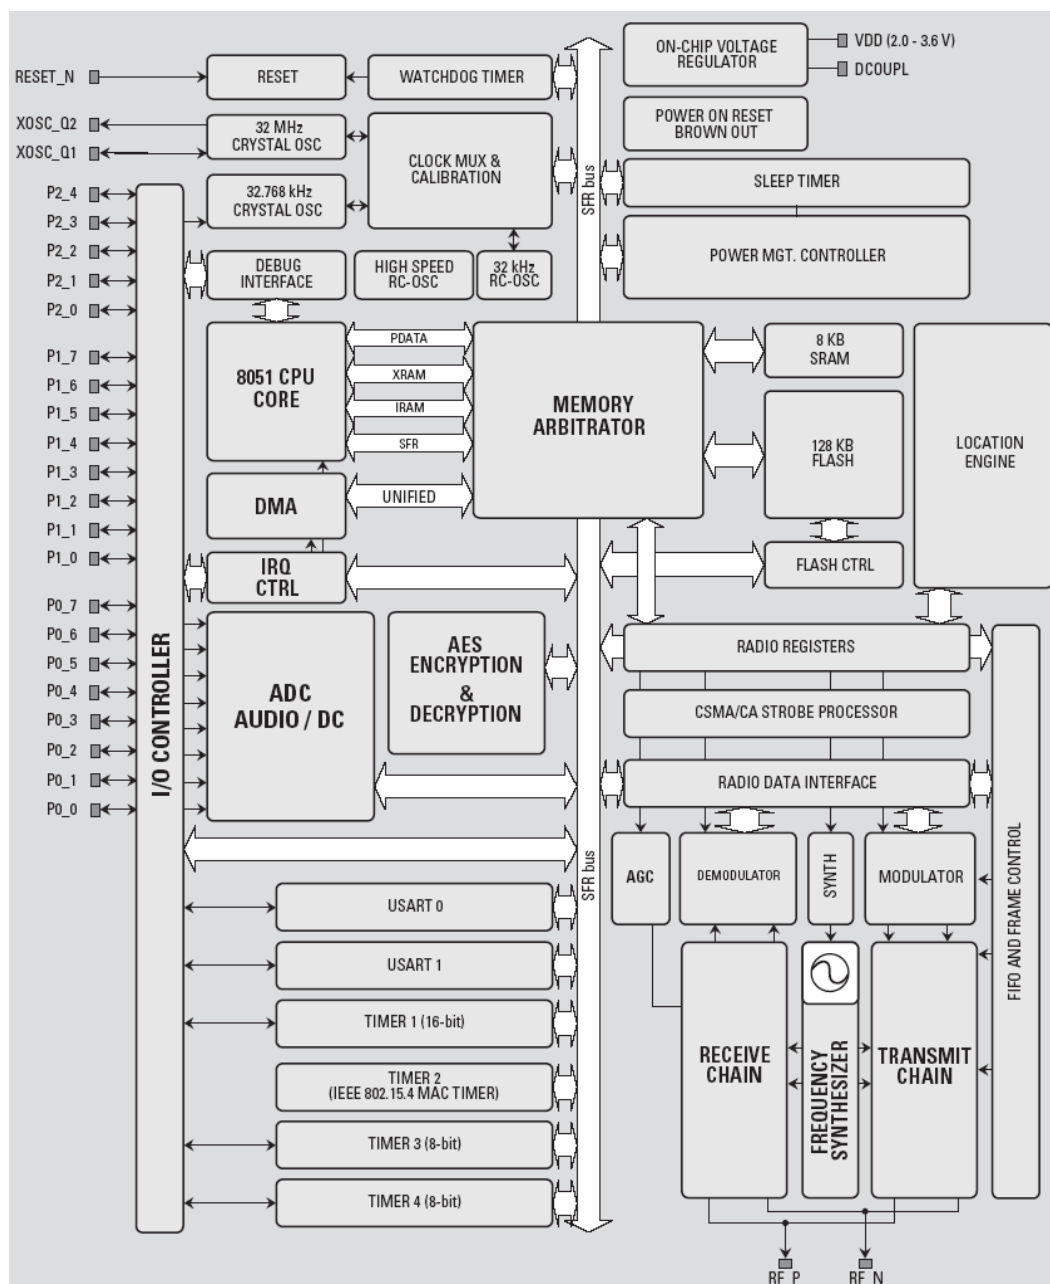 ON-CHIP VOLTAGE
REGULATOR
VDD (2.0 - 3.6 V)
DCOUPL
RESET_N
RESET
WATCHDOG TIMER
POWER ON RESET
BROWN OUT
XOSC_Q2
XOSC_Q1
32 MHz
CRYSTAL OSC
CLOCK MUX &
CALIBRATION
SFR bus
SLEEP TIMER
32.768 kHz
CRYSTAL OSC
POWER MGT. CONTROLLER
P2_4
P2_3
P2_2
P2_1
P2_0
DEBUG
INTERFACE
HIGH SPEED
RC-OSC
32 kHz
RC-OSC
P1_7
P1_6
P1_5
P1_4
P1_3
P1_2
P1_1
P1_0
8051 CPU
CORE
PDATA
XRAM
IRAM
SFR
MEMORY
ARBITRATOR
8 KB
SRAM
128 KB
FLASH
LOCATION
ENGINE
DMA
UNIFIED
IRQ
CTRL
FLASH CTRL
P0_7
P0_6
P0_5
P0_4
P0_3
P0_2
P0_1
P0_0
I/O CONTROLLER
ADC
AUDIO / DC
AES
ENCRYPTION
&
DECRYPTION
RADIO REGISTERS
CSMA/CA STROBE PROCESSOR
RADIO DATA INTERFACE
SFR bus
AGC
DEMODULATOR
SYNTH
MODULATOR
FIFO AND FRAME CONTROL
USART 0
USART 1
TIMER 1 (16-bit)
TIMER 2
(IEEE 802.15.4 MAC TIMER)
TIMER 3 (8-bit)
TIMER 4 (8-bit)
RECEIVE
CHAIN
FREQUENCY
SYNTHESIZER
TRANSMIT
CHAIN
RF_P
RF_N